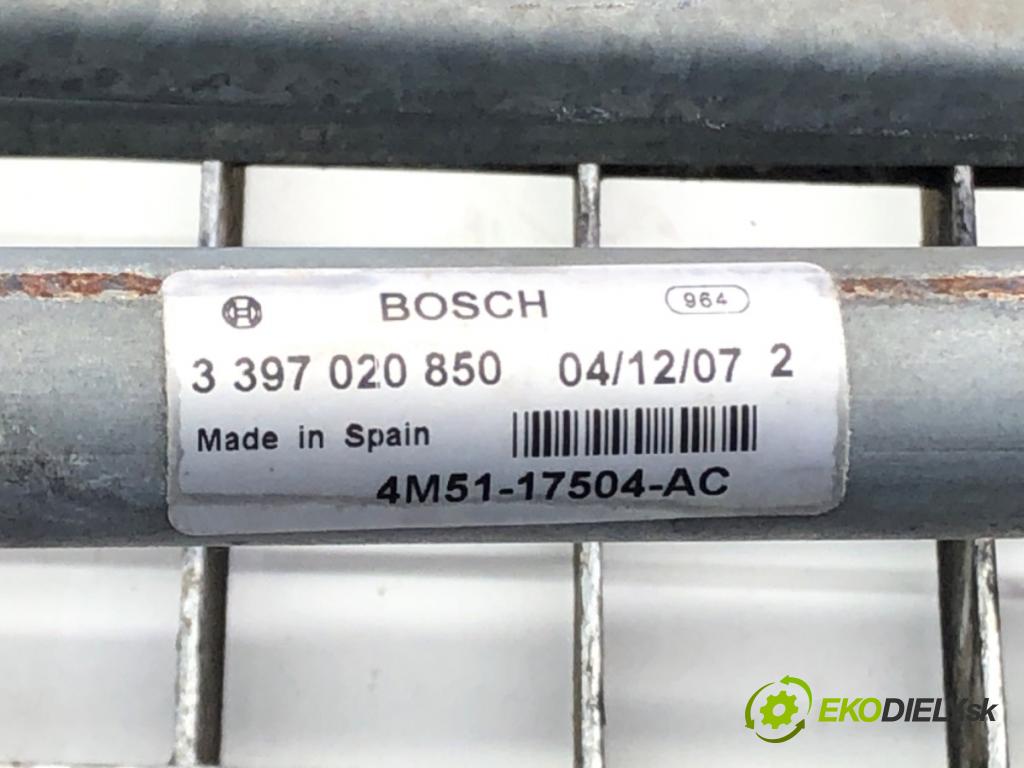 BOSCH 964
3 397 020 850 04/12/07 2
Made in Spain
4M51-17504-AC
EKODIELY.sk